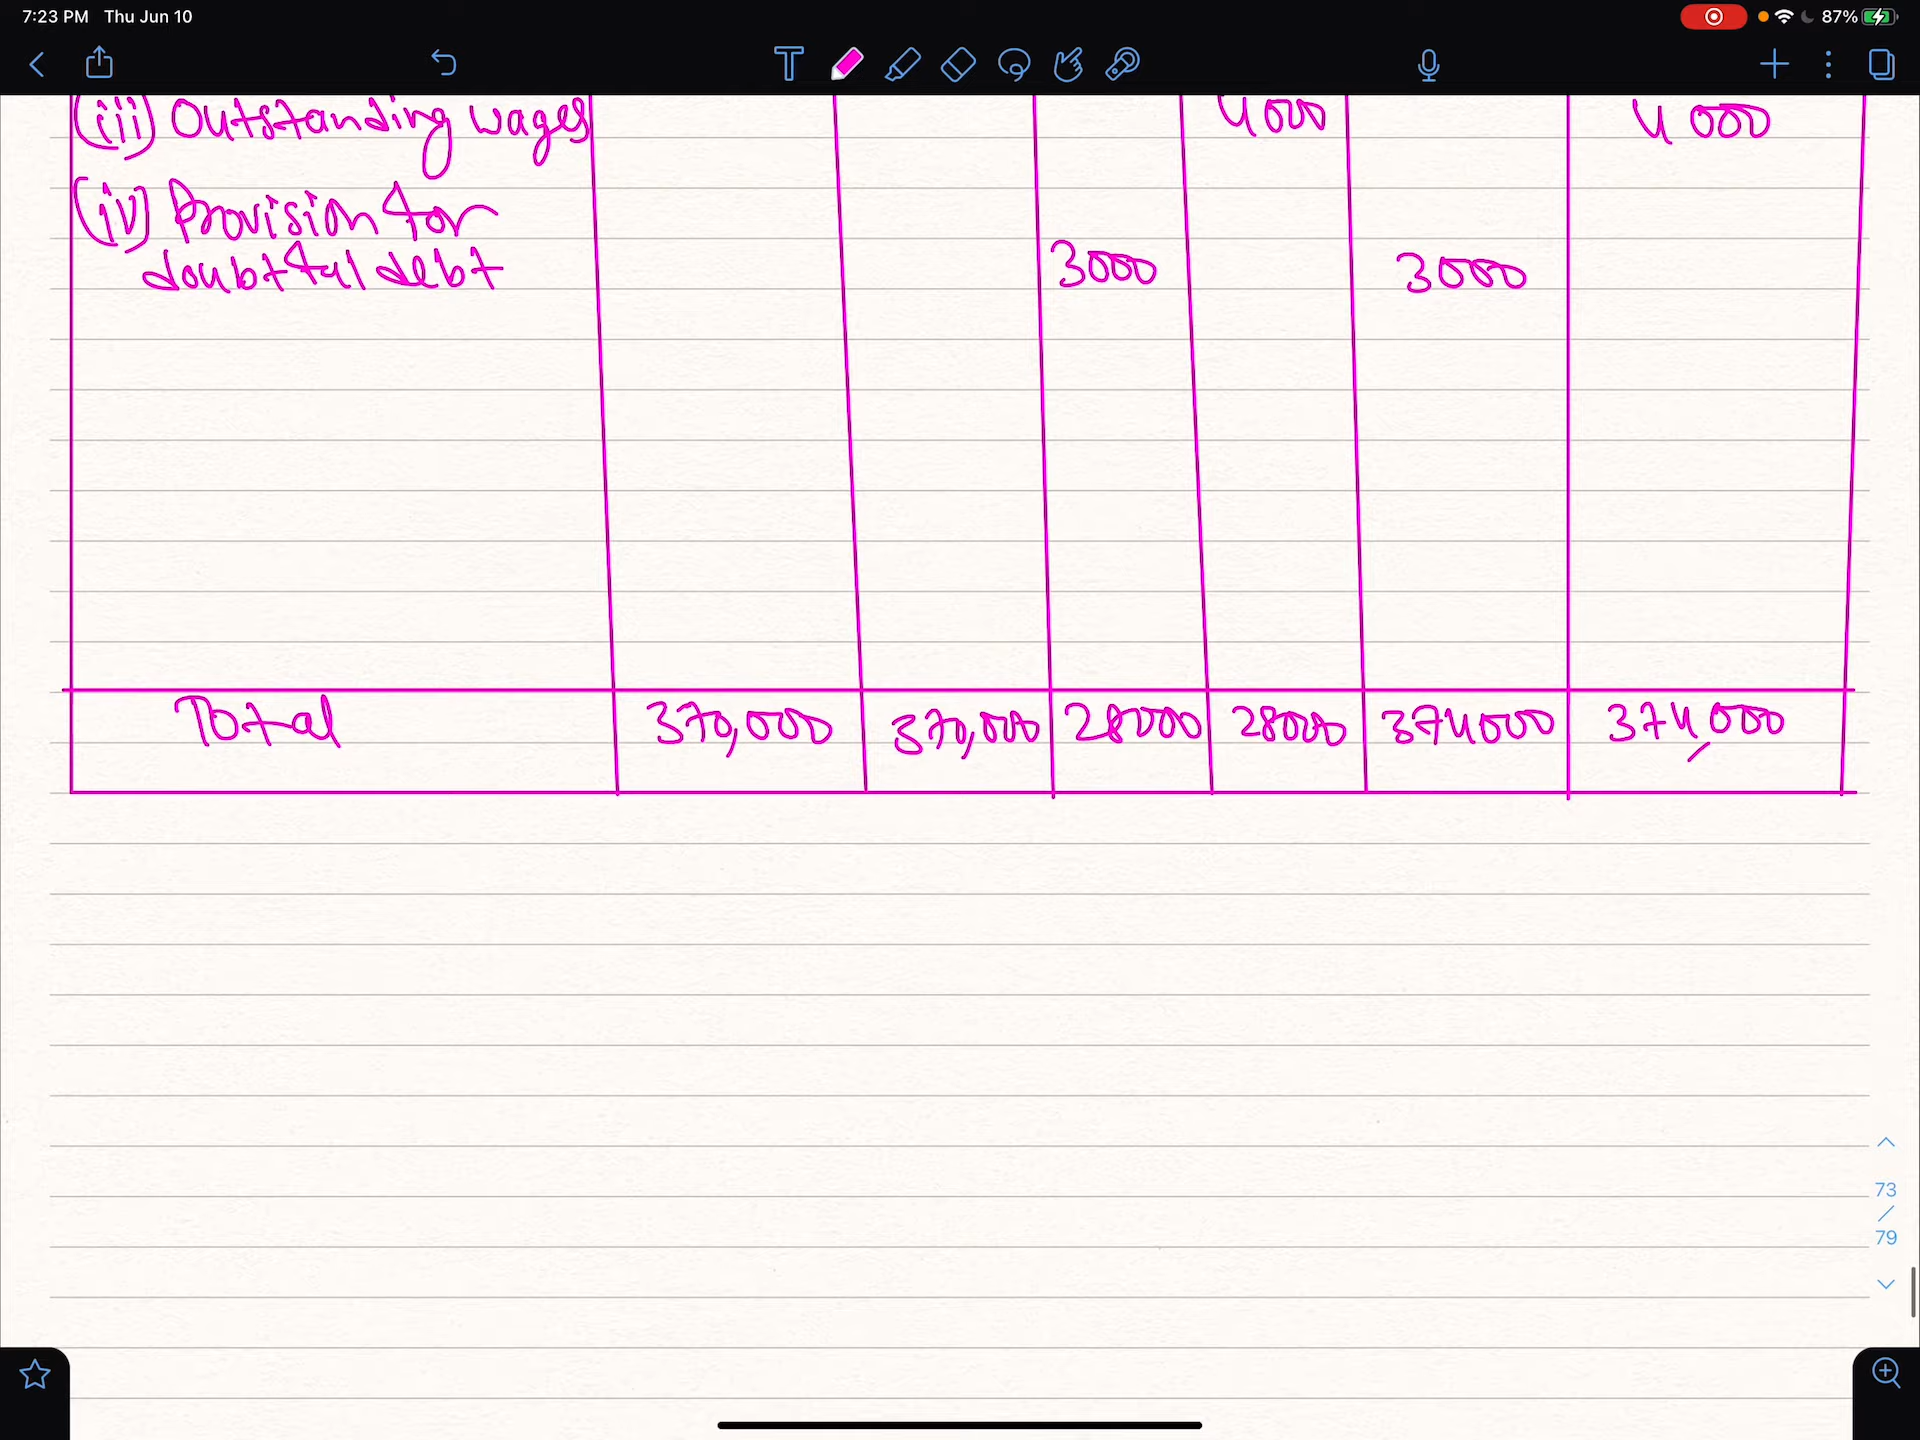 7:23 PM Thu Jun 10 87%
(iii) Outstanding wages 4000 4000
(iv) Provision for
doubtful debt 3000 3000
Total 370,000 370,000 28000 28000 374000 374,000
73
/
79